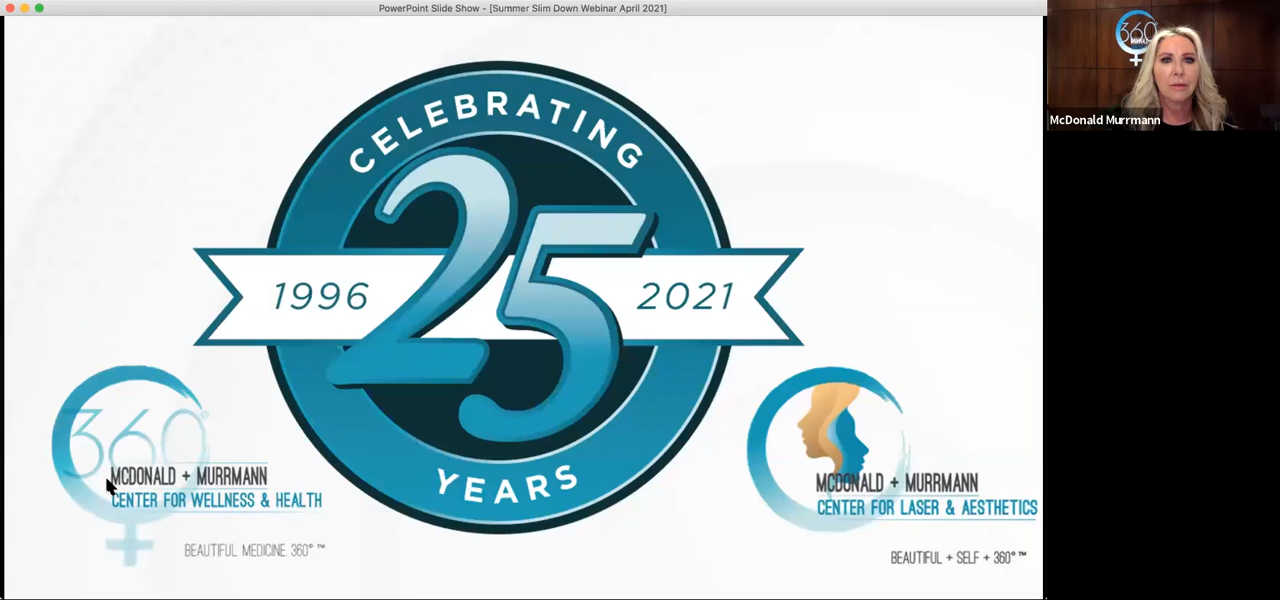 PowerPoint Slide Show - [Summer Slim Down Webinar April 2021]
360°
McDonald Murrmann
CELEBRATING
25
1996
2021
YEARS
360°
MCDONALD + MURRMANN
CENTER FOR WELLNESS & HEALTH
BEAUTIFUL MEDICINE 360° ™
MCDONALD + MURRMANN
CENTER FOR LASER & AESTHETICS
BEAUTIFUL + SELF + 360° ™